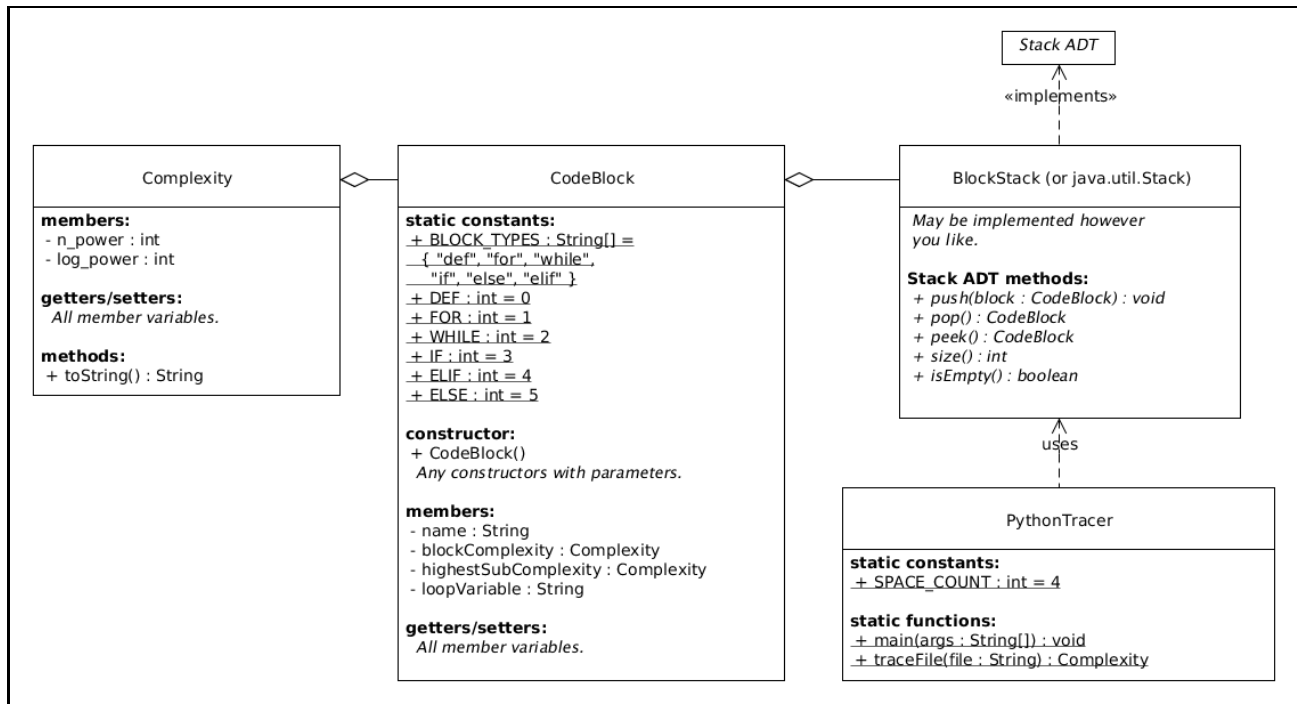 Stack ADT
«implements»
Complexity
members:
- n_power : int
- log_power : int
getters/setters:
All member variables.
methods:
+ toString() : String
CodeBlock
static constants:
+ BLOCK_TYPES : String[] =
{ "def", "for", "while",
"if", "else", "elif" }
+ DEF : int = 0
+ FOR : int = 1
+ WHILE : int = 2
+ IF : int = 3
+ ELIF : int = 4
+ ELSE : int = 5
constructor:
+ CodeBlock()
Any constructors with parameters.
members:
- name : String
- blockComplexity : Complexity
- highestSubComplexity : Complexity
- loopVariable : String
getters/setters:
All member variables.
BlockStack (or java.util.Stack)
May be implemented however
you like.
Stack ADT methods:
+ push(block : CodeBlock) : void
+ pop() : CodeBlock
+ peek() : CodeBlock
+ size() : int
+ isEmpty() : boolean
uses
PythonTracer
static constants:
+ SPACE_COUNT : int = 4
static functions:
+ main(args : String[]) : void
+ traceFile(file : String) : Complexity